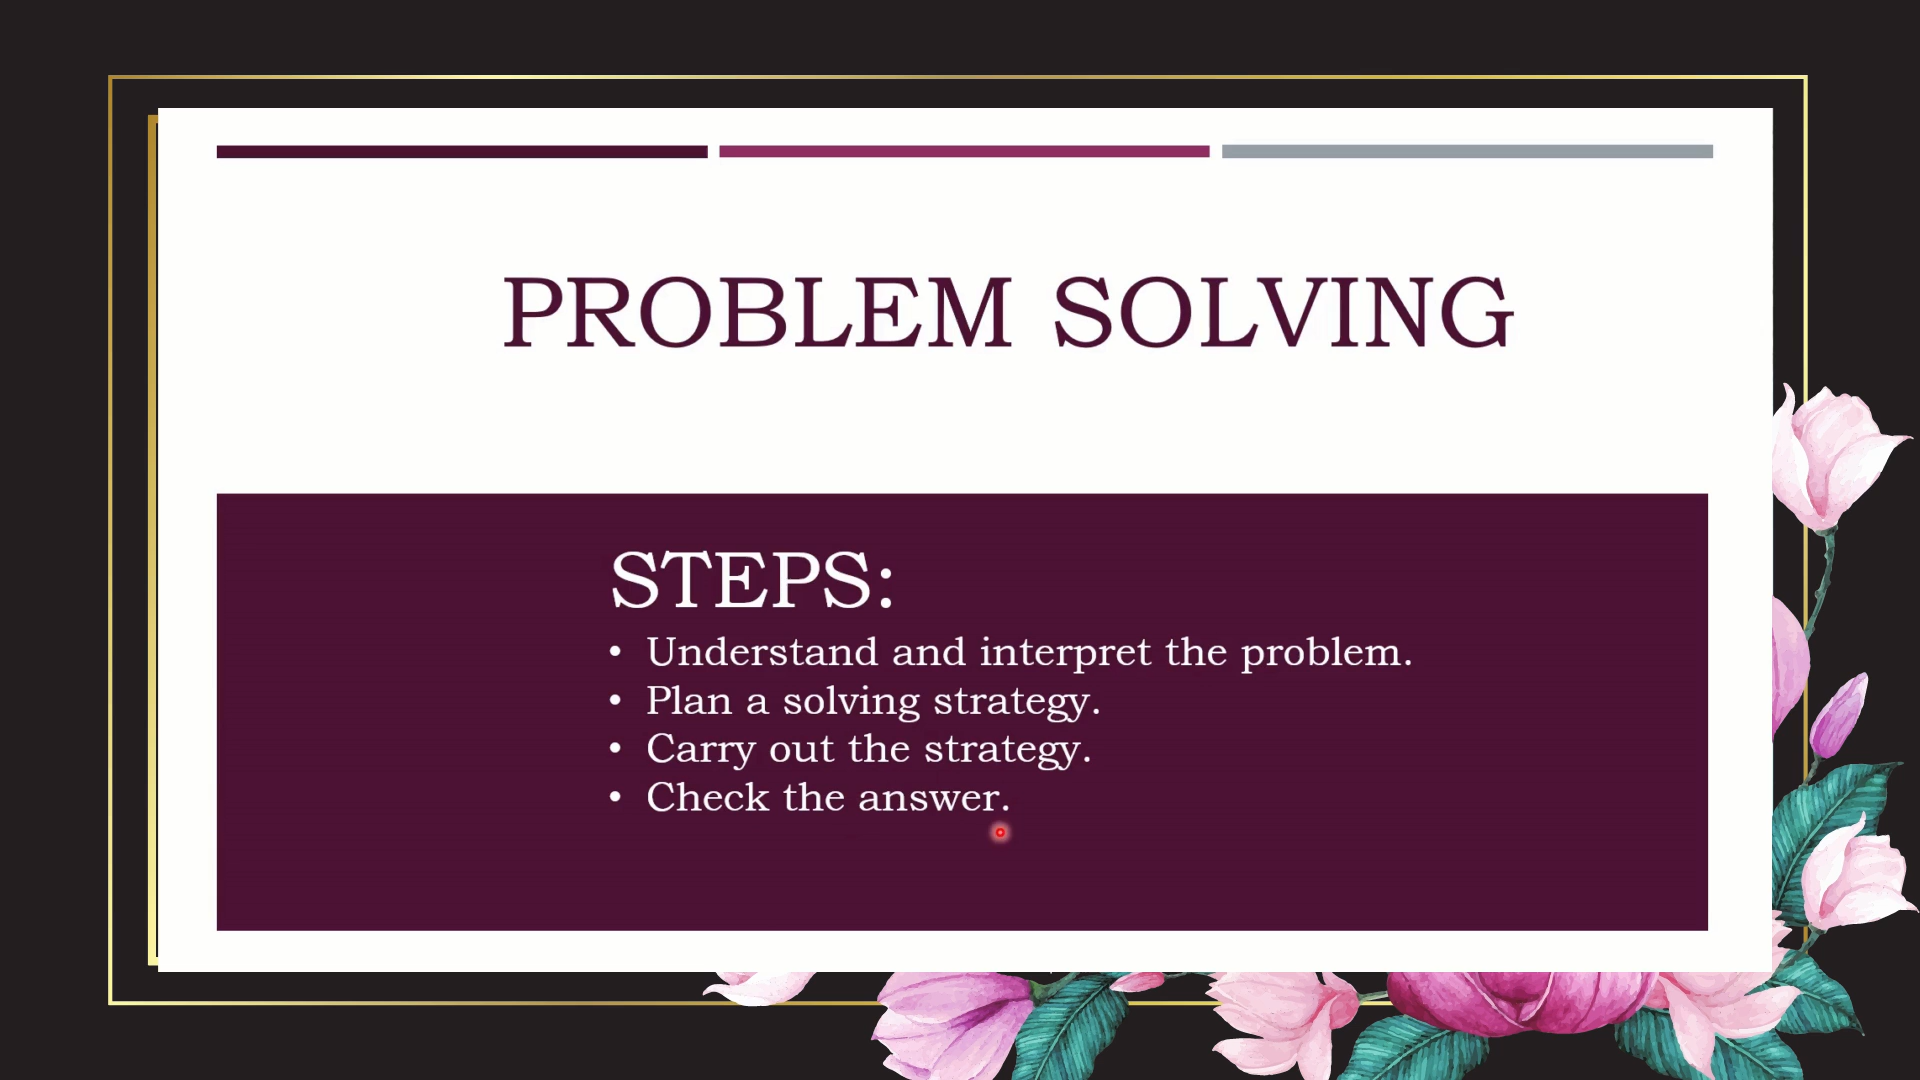 PROBLEM SOLVING
STEPS:
• Understand and interpret the problem.
• Plan a solving strategy.
• Carry out the strategy.
• Check the answer.